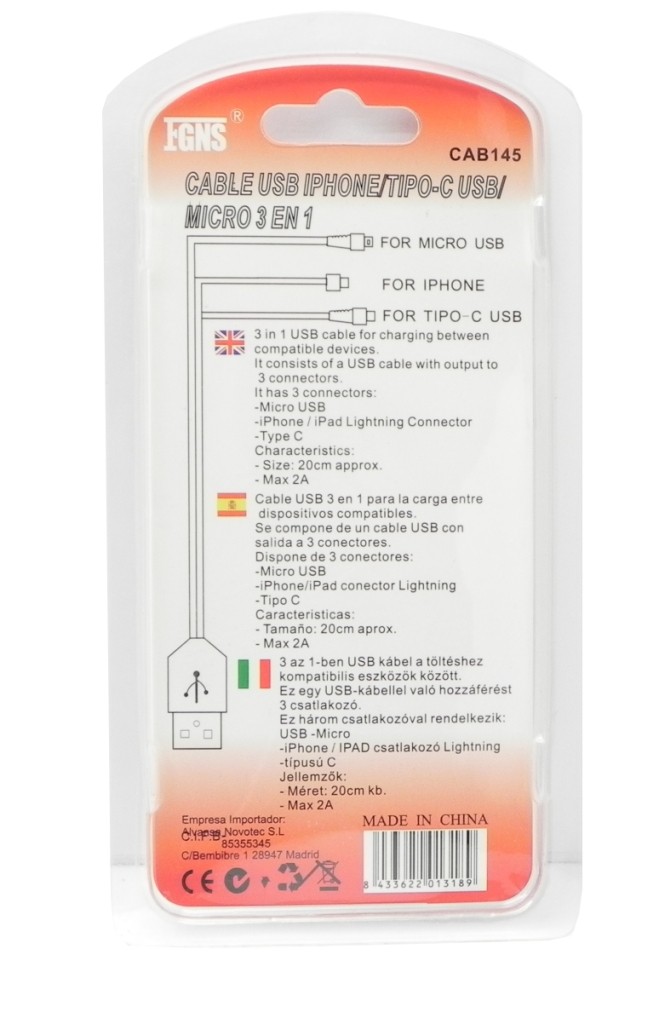 FGNS ®
CAB145
CABLE USB IPHONE/TIPO-C USB/
MICRO 3 EN 1
FOR MICRO USB
FOR IPHONE
FOR TIPO-C USB
3 in 1 USB cable for charging between
compatible devices.
It consists of a USB cable with output to
3 connectors.
It has 3 connectors:
-Micro USB
-iPhone / iPad Lightning Connector
-Type C
Characteristics:
- Size: 20cm approx.
- Max 2A
Cable USB 3 en 1 para la carga entre
dispositivos compatibles.
Se compone de un cable USB con
salida a 3 conectores.
Dispone de 3 conectores:
-Micro USB
-iPhone/iPad conector Lightning
-Tipo C
Caracteristicas:
- Tamaño: 20cm aprox.
- Max 2A
3 az 1-ben USB kábel a töltéshez
kompatibilis eszközök között.
Ez egy USB-kábellel való hozzáférést
3 csatlakozó.
Ez három csatlakozóval rendelkezik:
USB -Micro
-iPhone / IPAD csatlakozó Lightning
-típusú C
Jellemzők:
- Méret: 20cm kb.
- Max 2A
Empresa Importador:
Novotec S.L
C.I.F.B-
85355345
C/Bembibre 1 28947 Madrid
MADE IN CHINA
CE
8 433622 013189